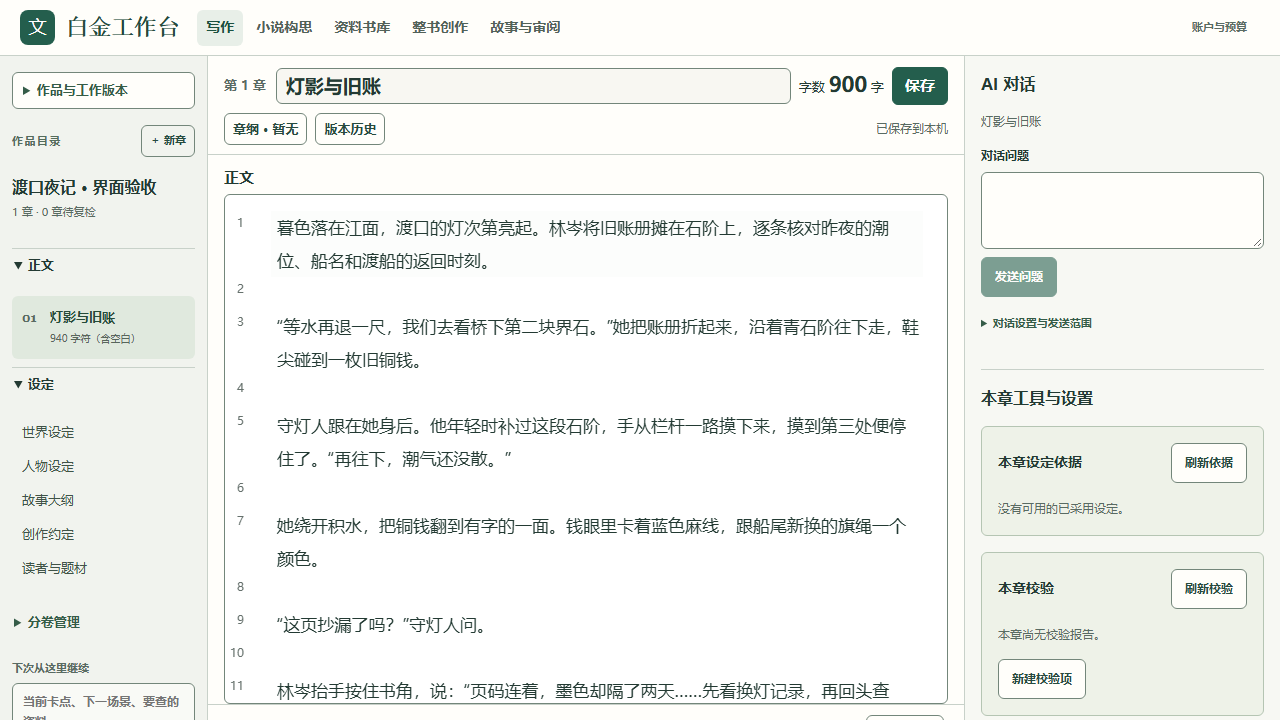 文 白金工作台 写作 小说构思 资料书库 整书创作 故事与审阅 账户与预算
▶ 作品与工作版本
作品目录 + 新章
渡口夜记 • 界面验收
1 章 · 0 章待复检
▼ 正文
01 灯影与旧账
940 字符（含空白）
▼ 设定
世界设定
人物设定
故事大纲
创作约定
读者与题材
▶ 分卷管理
下次从这里继续
当前卡点、下一场景、要查的
第 1 章 灯影与旧账 字数 900 字 保存
章纲 • 暂无 版本历史 已保存到本机
正文
1 暮色落在江面，渡口的灯次第亮起。林岑将旧账册摊在石阶上，逐条核对昨夜的潮
位、船名和渡船的返回时刻。
2
3 “等水再退一尺，我们去看桥下第二块界石。”她把账册折起来，沿着青石阶往下走，鞋
尖碰到一枚旧铜钱。
4
5 守灯人跟在她身后。他年轻时补过这段石阶，手从栏杆一路摸下来，摸到第三处便停
住了。“再往下，潮气还没散。”
6
7 她绕开积水，把铜钱翻到有字的一面。钱眼里卡着蓝色麻线，跟船尾新换的旗绳一个
颜色。
8
9 “这页抄漏了吗？”守灯人问。
10
11 林岑抬手按住书角，说：“页码连着，墨色却隔了两天……先看换灯记录，再回头查
AI 对话
灯影与旧账
对话问题
发送问题
▶ 对话设置与发送范围
本章工具与设置
本章设定依据 刷新依据
没有可用的已采用设定。
本章校验 刷新校验
本章尚无校验报告。
新建校验项